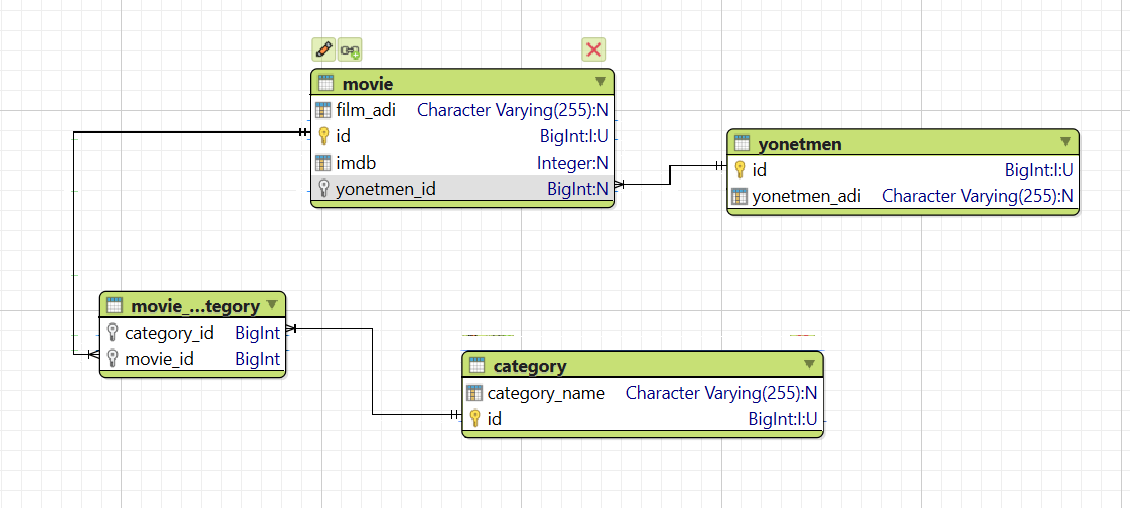 movie
film_adi Character Varying(255):N
id BigInt:I:U
imdb Integer:N
yonetmen_id BigInt:N
yonetmen
id BigInt:I:U
yonetmen_adi Character Varying(255):N
movie_...tegory
category_id BigInt
movie_id BigInt
category
category_name Character Varying(255):N
id BigInt:I:U